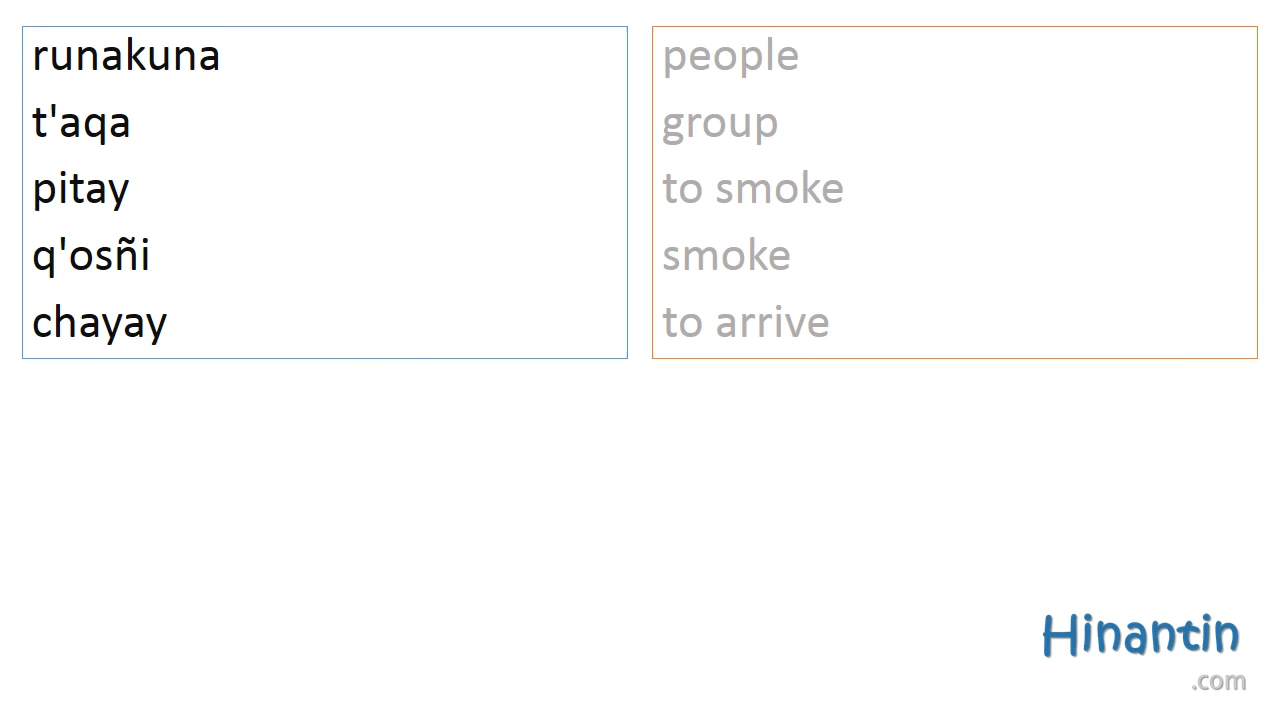 runakuna
t'aqa
pitay
q'osñi
chayay
people
group
to smoke
smoke
to arrive
Hinantin
.com